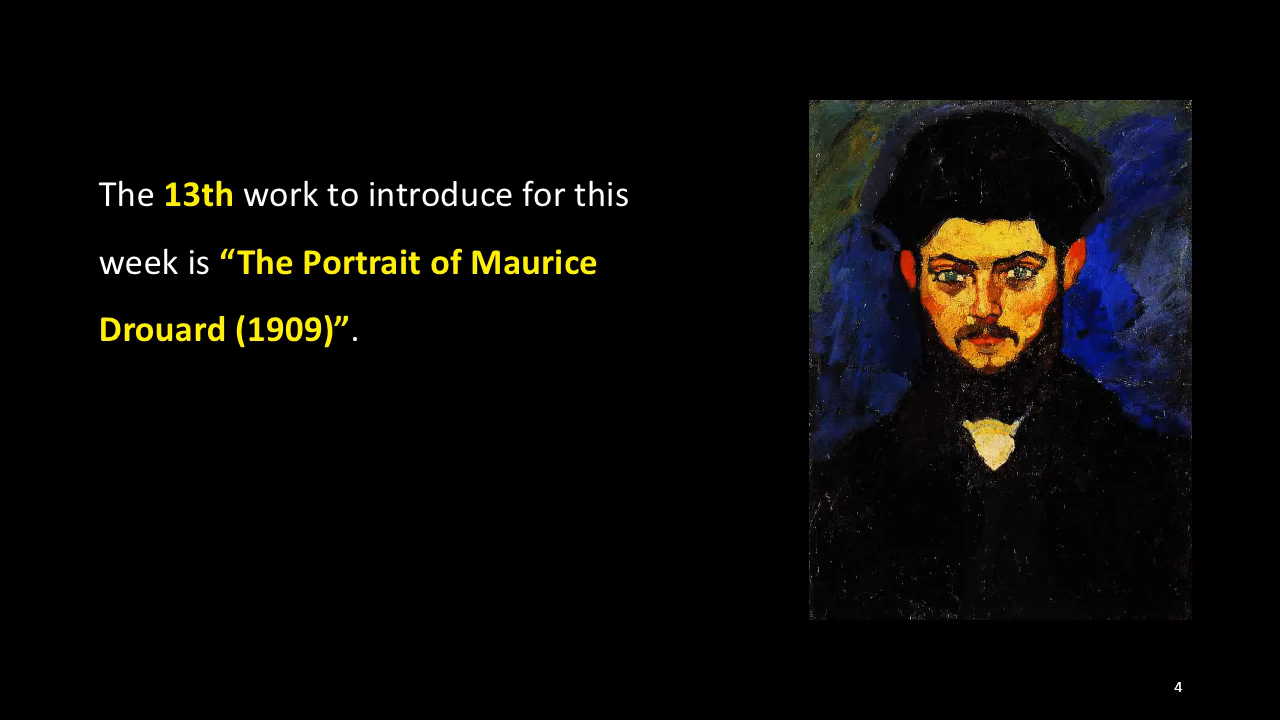 The 13th work to introduce for this
week is “The Portrait of Maurice
Drouard (1909)”.
4